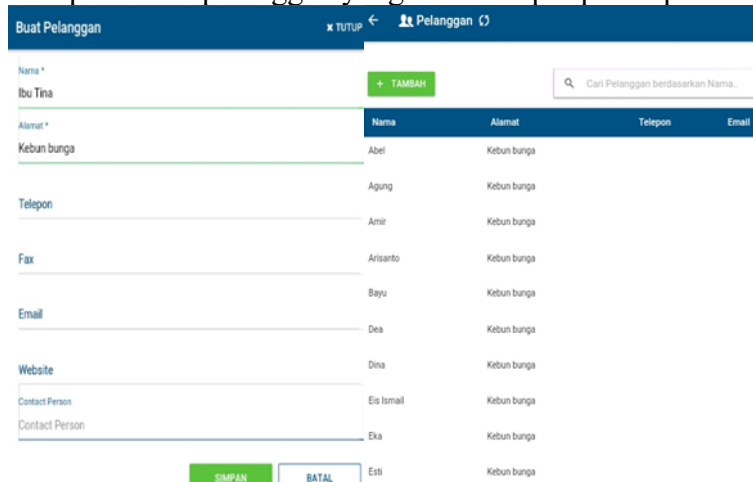 Buat Pelanggan
✖ TUTUP
Nama *
Ibu Tina
Alamat *
Kebun bunga
Telepon
Fax
Email
Website
Contact Person
Contact Person
SIMPAN BATAL
← Pelanggan
+ TAMBAH
Cari Pelanggan berdasarkan Nama..
Nama Alamat Telepon Email
Abel Kebun bunga
Agung Kebun bunga
Amir Kebun bunga
Arisanto Kebun bunga
Bayu Kebun bunga
Dea Kebun bunga
Dina Kebun bunga
Eis Ismail Kebun bunga
Eka Kebun bunga
Esti Kebun bunga